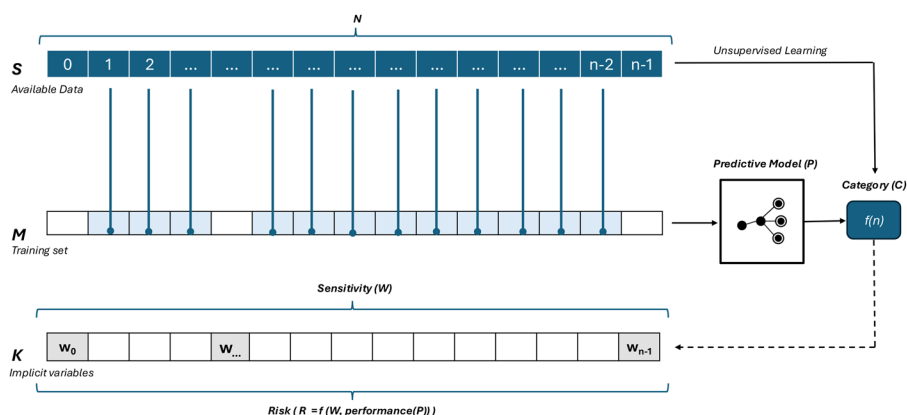 N
S
0 1 2 ... ... ... ... ... ... ... ... ... ... n-2 n-1
Unsupervised Learning
Available Data
Predictive Model (P)
Category (C)
f(n)
M
Training set
Sensitivity (W)
K
w0 w... wn-1
Implicit variables
Risk ( R = f (W, performance(P)) )